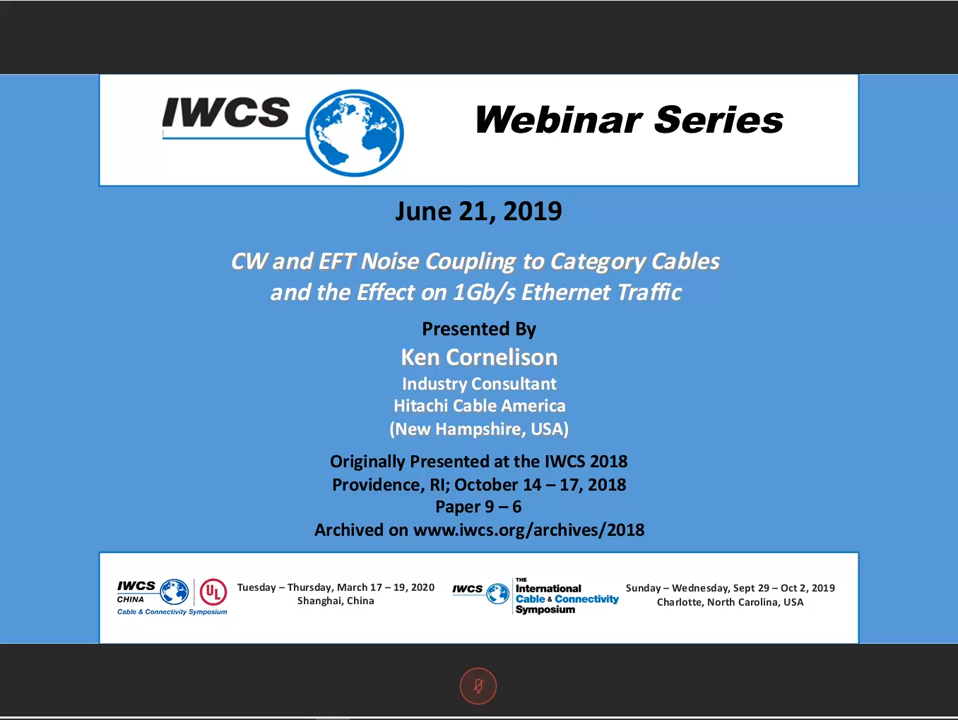 IWCS
Webinar Series
June 21, 2019
CW and EFT Noise Coupling to Category Cables
and the Effect on 1Gb/s Ethernet Traffic
Presented By
Ken Cornelison
Industry Consultant
Hitachi Cable America
(New Hampshire, USA)
Originally Presented at the IWCS 2018
Providence, RI; October 14 – 17, 2018
Paper 9 – 6
Archived on www.iwcs.org/archives/2018
IWCS
CHINA
UL
Cable & Connectivity Symposium
Tuesday – Thursday, March 17 – 19, 2020
Shanghai, China
IWCS
THE
International
Cable & Connectivity
Symposium
Sunday – Wednesday, Sept 29 – Oct 2, 2019
Charlotte, North Carolina, USA